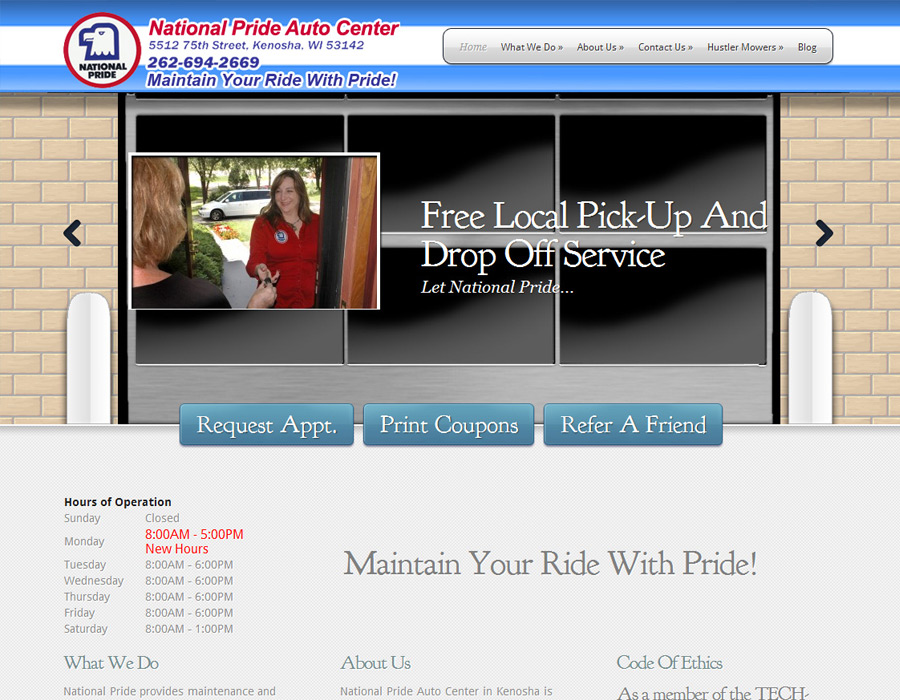 NATIONAL
PRIDE
National Pride Auto Center
5512 75th Street, Kenosha, WI 53142
262-694-2669
Maintain Your Ride With Pride!
Home What We Do » About Us » Contact Us » Hustler Mowers » Blog
Free Local Pick-Up And
Drop Off Service
Let National Pride...
Request Appt. Print Coupons Refer A Friend
Hours of Operation
Sunday Closed
Monday 8:00AM - 5:00PM
New Hours
Tuesday 8:00AM - 6:00PM
Wednesday 8:00AM - 6:00PM
Thursday 8:00AM - 6:00PM
Friday 8:00AM - 6:00PM
Saturday 8:00AM - 1:00PM
Maintain Your Ride With Pride!
What We Do
National Pride provides maintenance and
About Us
National Pride Auto Center in Kenosha is
Code Of Ethics
As a member of the TECH-